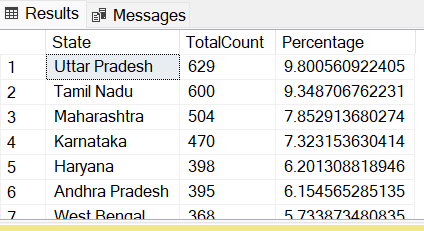 Results Messages
State TotalCount Percentage
1 Uttar Pradesh 629 9.800560922405
2 Tamil Nadu 600 9.348706762231
3 Maharashtra 504 7.852913680274
4 Karnataka 470 7.323153630414
5 Haryana 398 6.201308818946
6 Andhra Pradesh 395 6.154565285135
7 West Bengal 368 5.733873480835